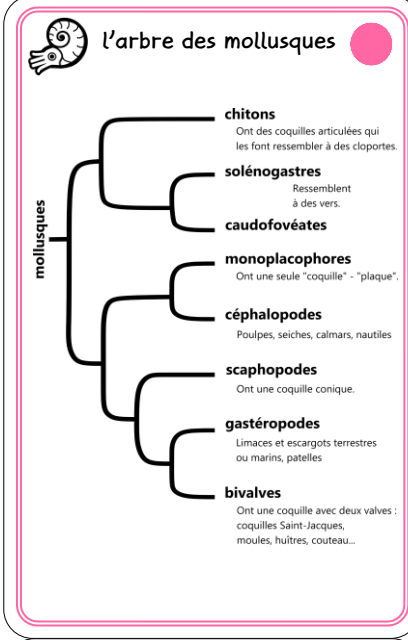 l'arbre des mollusques
mollusques
chitons
Ont des coquilles articulées qui
les font ressembler à des cloportes.
solénogastres
Ressemblent
à des vers.
caudofovéates
monoplacophores
Ont une seule "coquille" - "plaque".
céphalopodes
Poulpes, seiches, calmars, nautiles
scaphopodes
Ont une coquille conique.
gastéropodes
Limaces et escargots terrestres
ou marins, patelles
bivalves
Ont une coquille avec deux valves :
coquilles Saint-Jacques,
moules, huîtres, couteau...